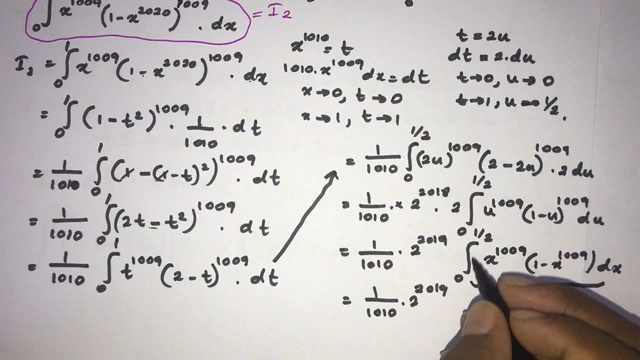 ∫₀¹ x^1009 (1 - x^2020)^1009 · dx = I₂
I₂ = ∫₀¹ x^1009 (1 - x^2020)^1009 · dx
= ∫₀¹ (1 - t²)^1009 · 1/1010 · dt
= 1/1010 ∫₀¹ (1 - (1 - t)²)^1009 · dt
= 1/1010 ∫₀¹ (2t - t²)^1009 · dt
= 1/1010 ∫₀¹ t^1009 (2 - t)^1009 · dt
x^1010 = t
1010 · x^1009 dx = dt
x→0, t→0
x→1, t→1
t = 2u
dt = 2 · du
t→0, u→0
t→1, u→1/2.
= 1/1010 ∫₀^1/2 (2u)^1009 (2 - 2u)^1009 · 2 du
= 1/1010 · × 2^2018 · 2 ∫₀^1/2 u^1009 (1 - u)^1009 du
= 1/1010 · 2^2019 ∫₀^1/2 x^1009 (1 - x^1009) dx
= 1/1010 · 2^2019